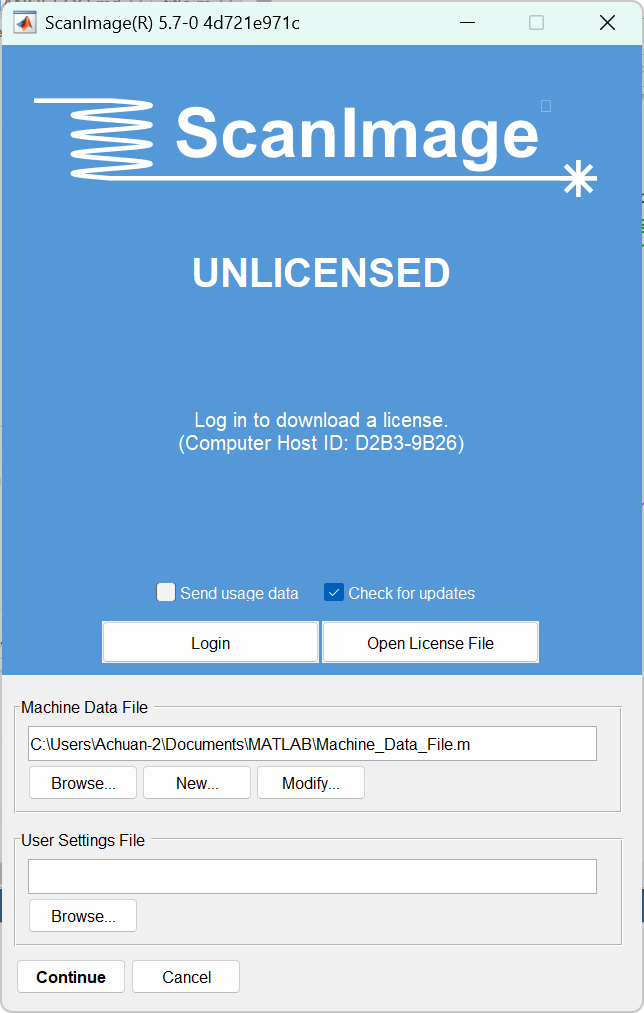 ScanImage(R) 5.7-0 4d721e971c
ScanImage
UNLICENSED
Log in to download a license.
(Computer Host ID: D2B3-9B26)
Send usage data
Check for updates
Login
Open License File
Machine Data File
C:\Users\Achuan-2\Documents\MATLAB\Machine_Data_File.m
Browse...
New...
Modify...
User Settings File
Browse...
Continue
Cancel